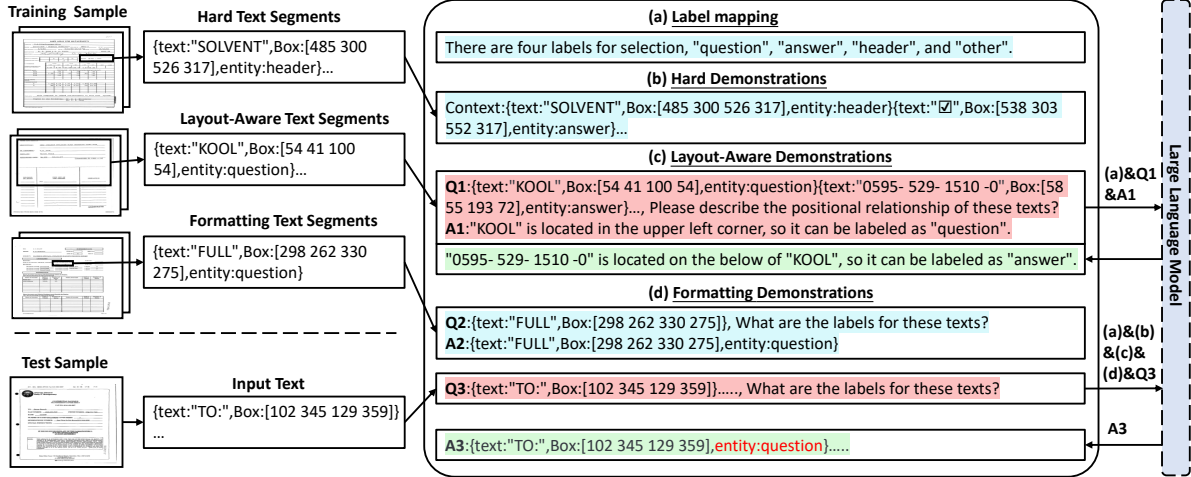 Training Sample
Hard Text Segments
{text:"SOLVENT",Box:[485 300
526 317],entity:header}...
Layout-Aware Text Segments
{text:"KOOL",Box:[54 41 100
54],entity:question}...
Formatting Text Segments
{text:"FULL",Box:[298 262 330
275],entity:question}
Test Sample
Input Text
{text:"TO:",Box:[102 345 129 359]}
...
(a) Label mapping
There are four labels for selection, "question", "answer", "header", and "other".
(b) Hard Demonstrations
Context:{text:"SOLVENT",Box:[485 300 526 317],entity:header}{text:"☑",Box:[538 303
552 317],entity:answer}...
(c) Layout-Aware Demonstrations
Q1:{text:"KOOL",Box:[54 41 100 54],entity:question}{text:"0595- 529- 1510 -0",Box:[58
55 193 72],entity:answer}..., Please describe the positional relationship of these texts?
A1:"KOOL" is located in the upper left corner, so it can be labeled as "question".
"0595- 529- 1510 -0" is located on the below of "KOOL", so it can be labeled as "answer".
(d) Formatting Demonstrations
Q2:{text:"FULL",Box:[298 262 330 275]}, What are the labels for these texts?
A2:{text:"FULL",Box:[298 262 330 275],entity:question}
Q3:{text:"TO:",Box:[102 345 129 359]}....., What are the labels for these texts?
A3:{text:"TO:",Box:[102 345 129 359],entity:question}.....
(a)&Q1
&A1
(a)&(b)
&(c)&
(d)&Q3
A3
Large Language Model